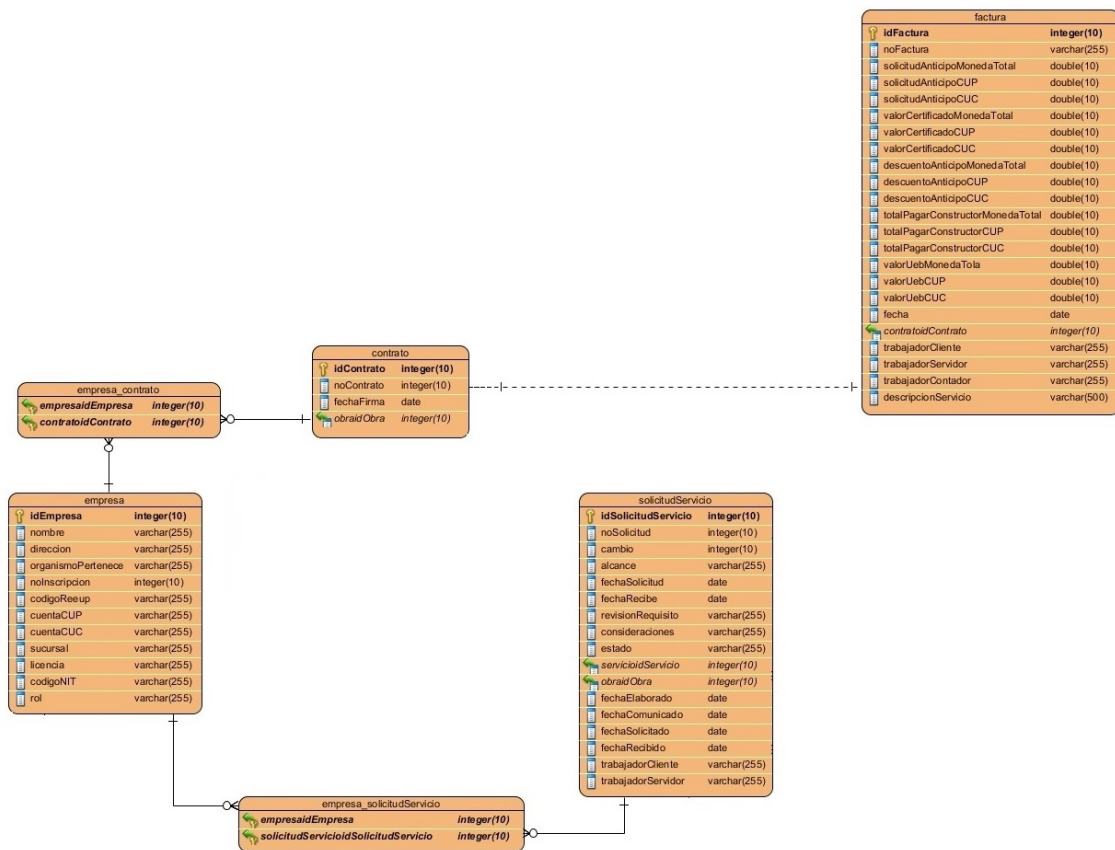 factura
idFactura integer(10)
noFactura varchar(255)
solicitudAnticipoMonedaTotal double(10)
solicitudAnticipoCUP double(10)
solicitudAnticipoCUC double(10)
valorCertificadoMonedaTotal double(10)
valorCertificadoCUP double(10)
valorCertificadoCUC double(10)
descuentoAnticipoMonedaTotal double(10)
descuentoAnticipoCUP double(10)
descuentoAnticipoCUC double(10)
totalPagarConstructorMonedaTotal double(10)
totalPagarConstructorCUP double(10)
totalPagarConstructorCUC double(10)
valorUebMonedaTola double(10)
valorUebCUP double(10)
valorUebCUC double(10)
fecha date
contratoidContrato integer(10)
trabajadorCliente varchar(255)
trabajadorServidor varchar(255)
trabajadorContador varchar(255)
descripcionServicio varchar(500)
contrato
idContrato integer(10)
noContrato integer(10)
fechaFirma date
obraidObra integer(10)
empresa_contrato
empresaidEmpresa integer(10)
contratoidContrato integer(10)
empresa
idEmpresa integer(10)
nombre varchar(255)
direccion varchar(255)
organismoPertenece varchar(255)
noInscripcion integer(10)
codigoReeup varchar(255)
cuentaCUP varchar(255)
cuentaCUC varchar(255)
sucursal varchar(255)
licencia varchar(255)
codigoNIT varchar(255)
rol varchar(255)
solicitudServicio
idSolicitudServicio integer(10)
noSolicitud integer(10)
cambio integer(10)
alcance varchar(255)
fechaSolicitud date
fechaRecibe date
revisionRequisito varchar(255)
consideraciones varchar(255)
estado varchar(255)
servicioidServicio integer(10)
obraidObra integer(10)
fechaElaborado date
fechaComunicado date
fechaSolicitado date
fechaRecibido date
trabajadorCliente varchar(255)
trabajadorServidor varchar(255)
empresa_solicitudServicio
empresaidEmpresa integer(10)
solicitudServicioidSolicitudServicio integer(10)